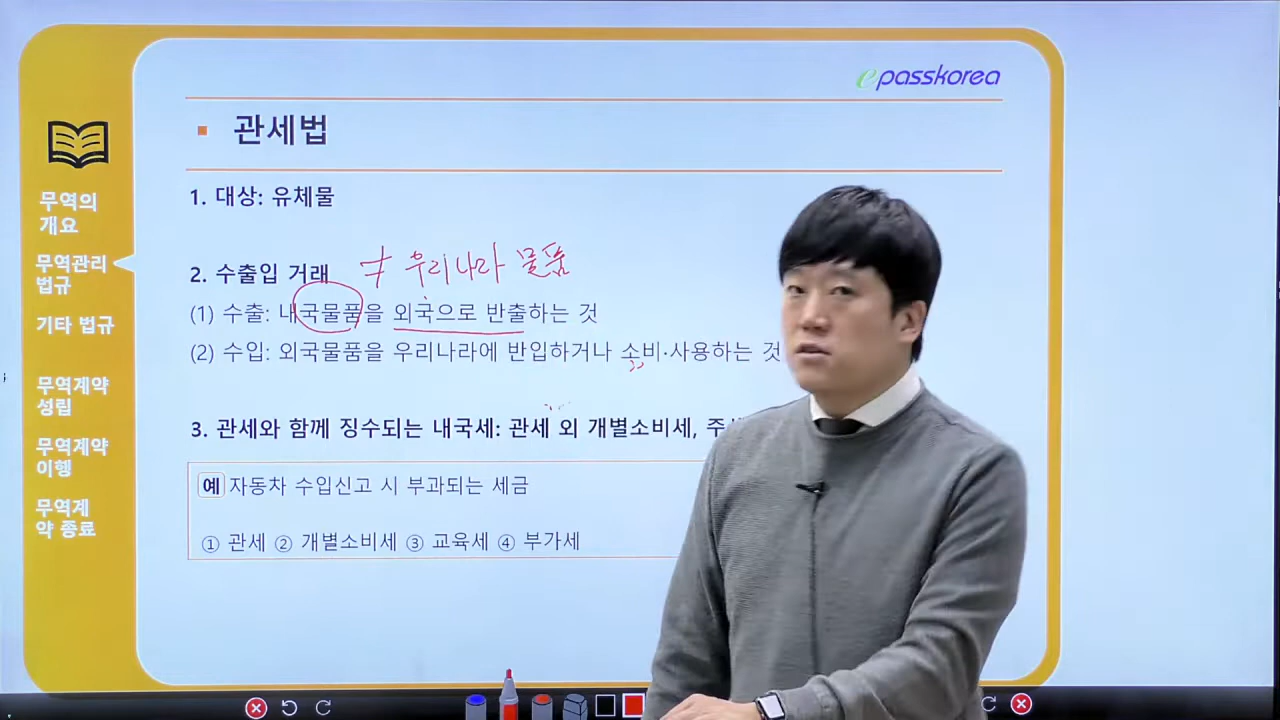 epasskorea
관세법
무역의
개요
무역관리
법규
기타 법규
무역계약
성립
무역계약
이행
무역계
약 종료
1. 대상: 유체물
2. 수출입 거래 ≠ 우리나라 물품
(1) 수출: 내국물품을 외국으로 반출하는 것
(2) 수입: 외국물품을 우리나라에 반입하거나 소비·사용하는 것
3. 관세와 함께 징수되는 내국세: 관세 외 개별소비세,
예 자동차 수입신고 시 부과되는 세금
① 관세 ② 개별소비세 ③ 교육세 ④ 부가세